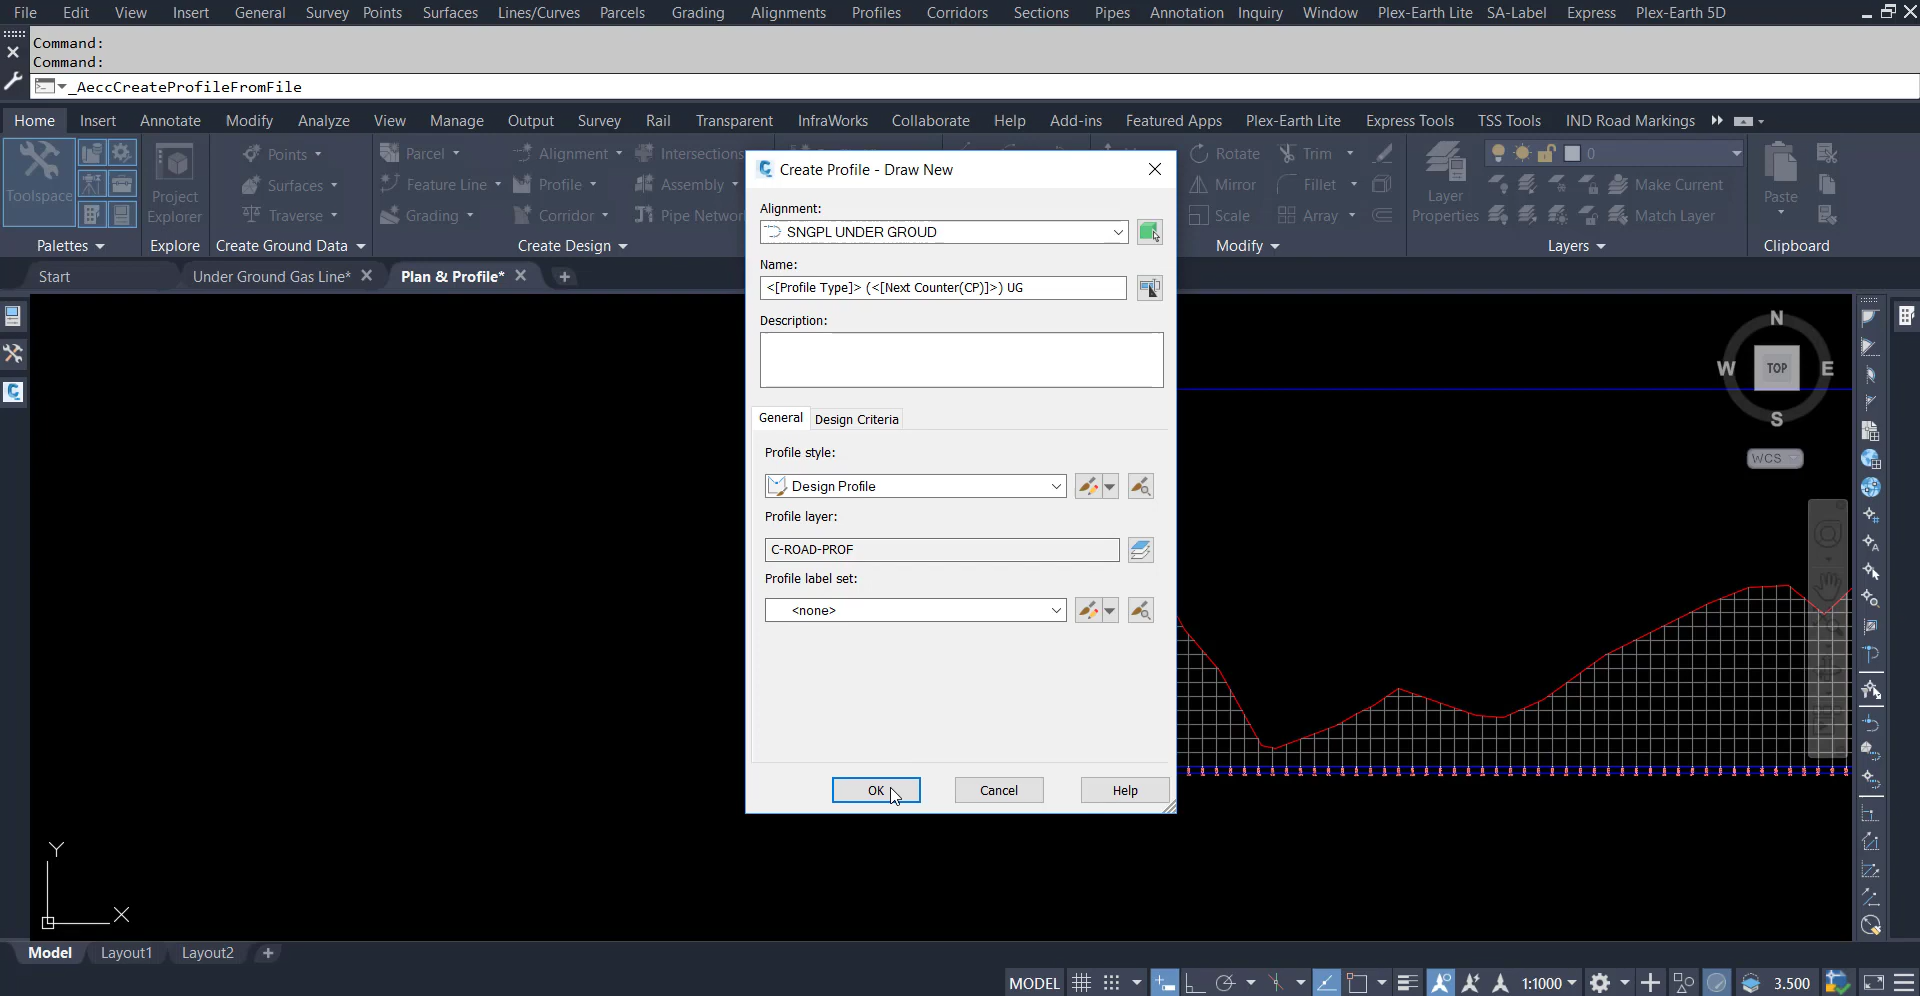 File Edit View Insert General Survey Points Surfaces Lines/Curves Parcels Grading Alignments Profiles Corridors Sections Pipes Annotation Inquiry Window Plex-Earth Lite SA-Label Express Plex-Earth 5D
Command:
Command:
_AeccCreateProfileFromFile
Home Insert Annotate Modify Analyze View Manage Output Survey Rail Transparent InfraWorks Collaborate Help Add-ins Featured Apps Plex-Earth Lite Express Tools TSS Tools IND Road Markings
Points Parcel Alignment Intersections Rotate Trim 0
Toolspace Project Explorer Surfaces Feature Line Profile Assembly Mirror Fillet Layer Properties Make Current Paste
Traverse Grading Corridor Pipe Network Scale Array Match Layer
Palettes Explore Create Ground Data Create Design Modify Layers Clipboard
Start Under Ground Gas Line* Plan & Profile*
Create Profile - Draw New
Alignment:
SNGPL UNDER GROUD
Name:
<[Profile Type]> (<[Next Counter(CP)]>) UG
Description:
General Design Criteria
Profile style:
Design Profile
Profile layer:
C-ROAD-PROF
Profile label set:
<none>
OK Cancel Help
N
W TOP E
S
WCS
Y
X
Model Layout1 Layout2
MODEL 1:1000 3.500